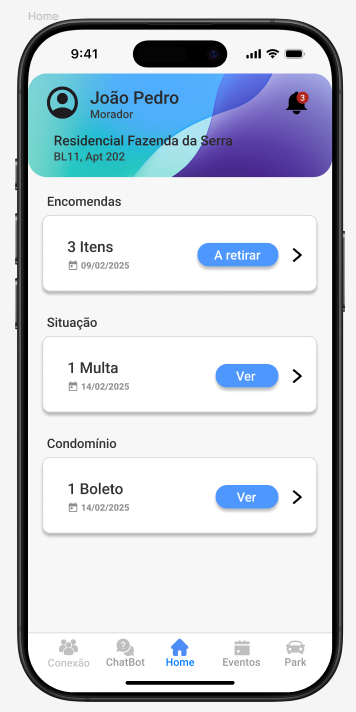 Home
9:41
João Pedro
3
Morador
Residencial Fazenda da Serra
BL11, Apt 202
Encomendas
3 Itens
A retirar
09/02/2025
Situação
1 Multa
Ver
14/02/2025
Condomínio
1 Boleto
Ver
14/02/2025
Conexão ChatBot Home Eventos Park